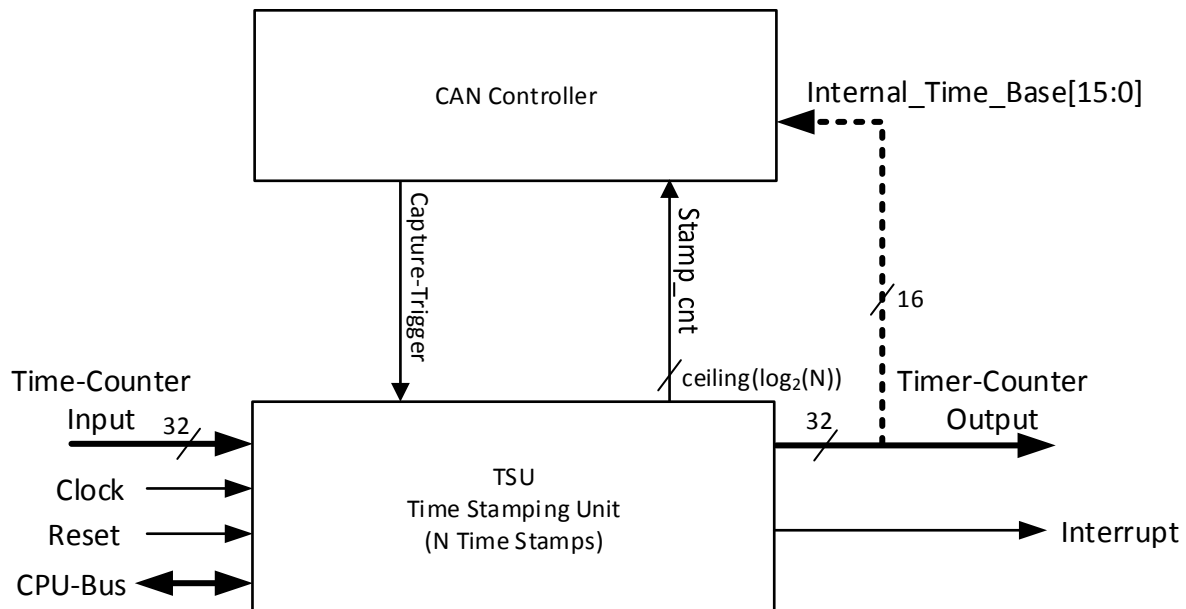 CAN Controller
Internal_Time_Base[15:0]
Capture-Trigger
Stamp_cnt
16
Time-Counter
Input
32
ceiling(log₂(N))
Timer-Counter
Output
32
Clock
Reset
CPU-Bus
TSU
Time Stamping Unit
(N Time Stamps)
Interrupt